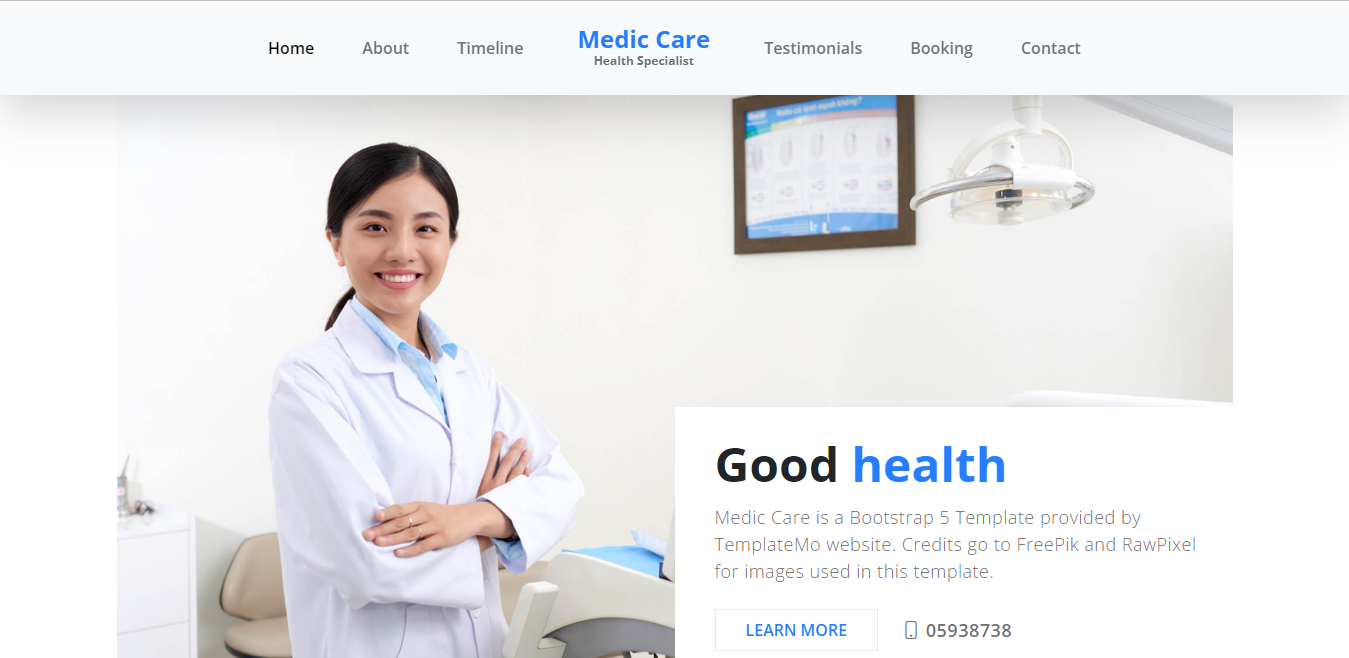 Home
About
Timeline
Medic Care
Health Specialist
Testimonials
Booking
Contact
Good health
Medic Care is a Bootstrap 5 Template provided by
TemplateMo website. Credits go to FreePik and RawPixel
for images used in this template.
LEARN MORE
05938738